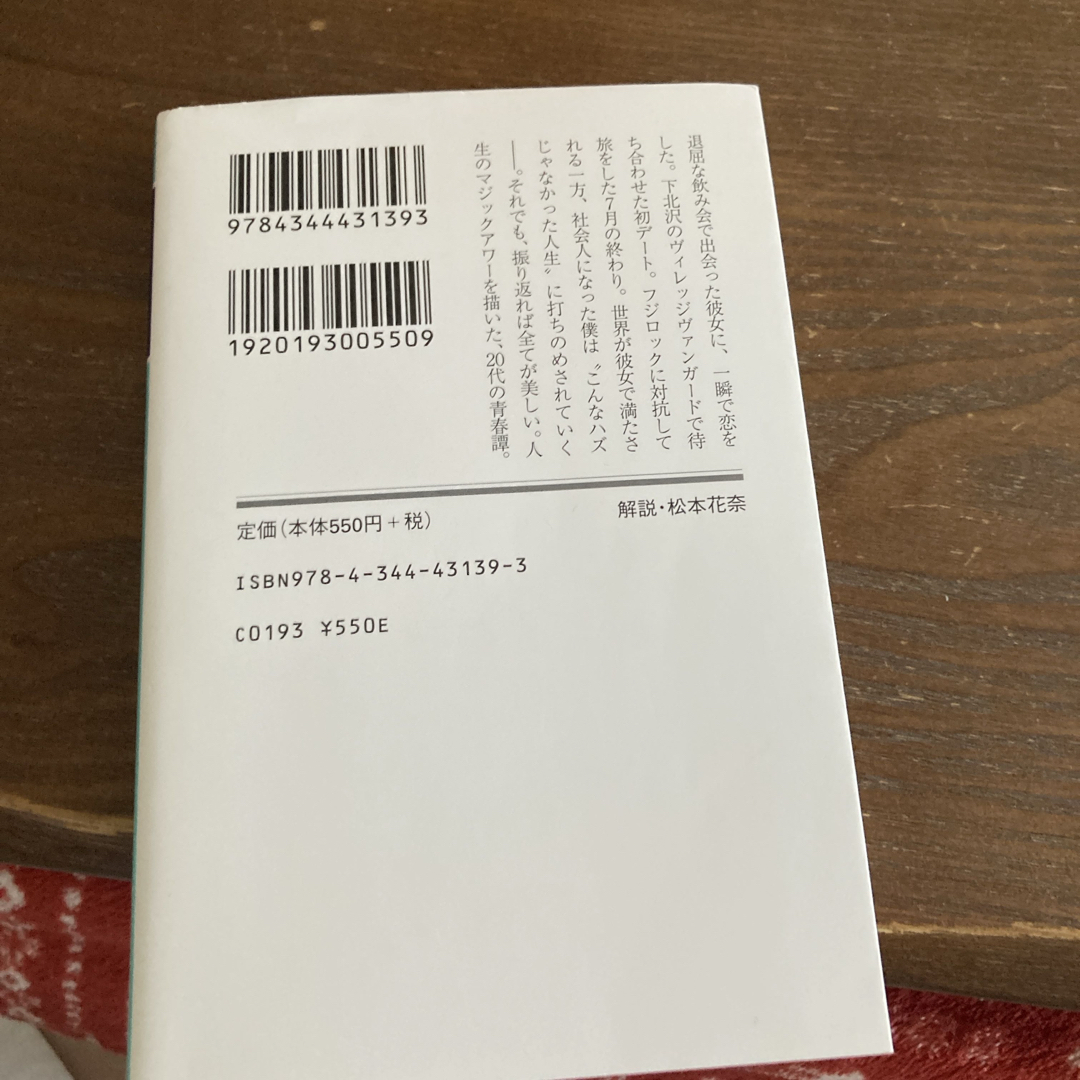 退屈な飲み会で出会った彼女に、一瞬で恋を
した。下北沢のヴィレッジヴァンガードで待
ち合わせた初デート。フジロックに対抗して
旅をした7月の終わり。世界が彼女で満たさ
れる一方、社会人になった僕は〝こんなハズ
じゃなかった人生〟に打ちのめされていく
――。それでも、振り返れば全てが美しい。人
生のマジックアワーを描いた、20代の青春譚。
9784344431393
1920193005509
解説・松本花奈
定価(本体550円+税)
ISBN978-4-344-43139-3
C0193 ¥550E